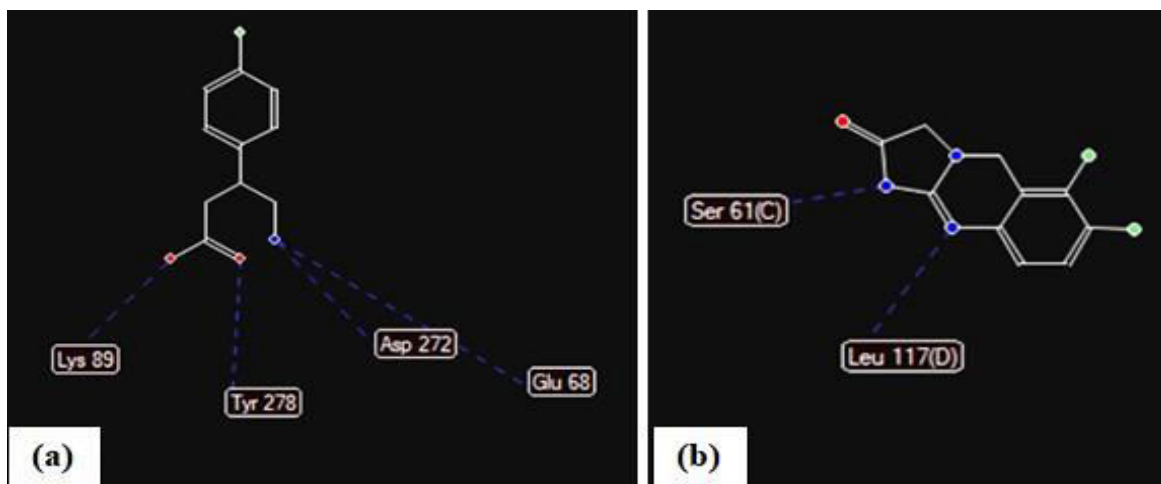 Lys 89
Tyr 278
Asp 272
Glu 68
(a)
Ser 61(C)
Leu 117(D)
(b)